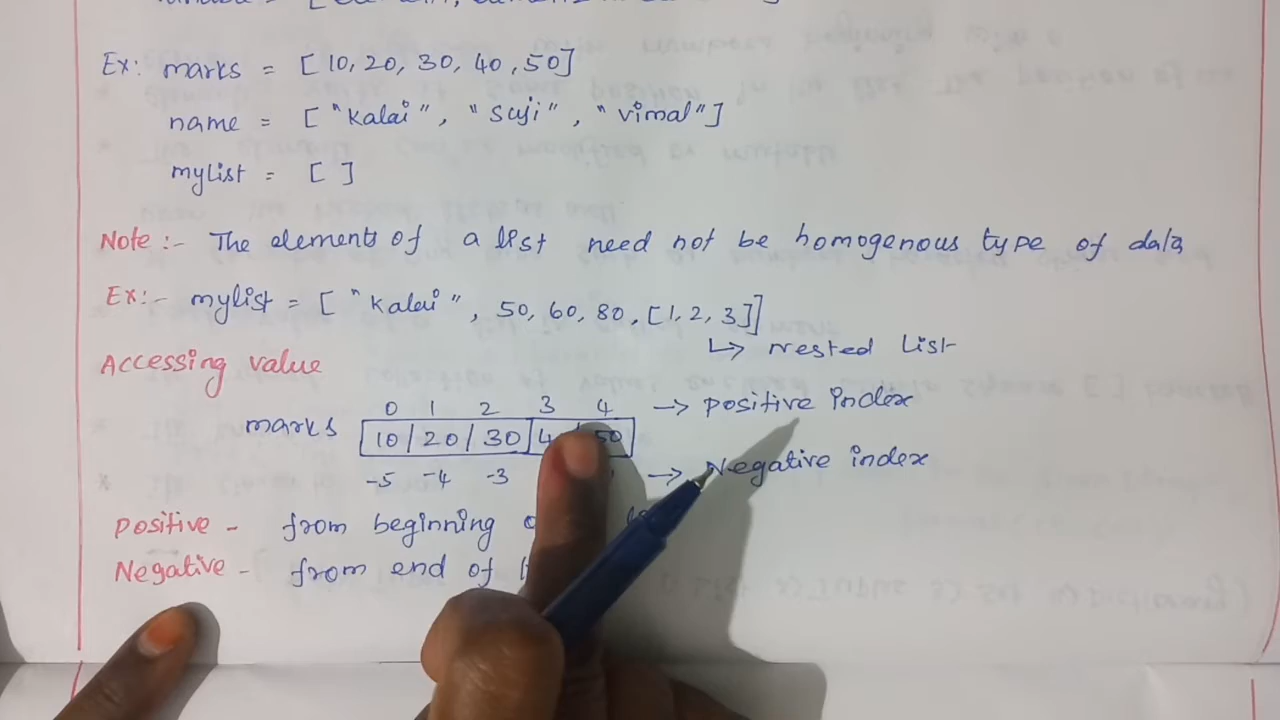 Ex: marks = [ 10, 20, 30, 40, 50]
name = [ "Kalai", "Suji", "Vimal"]
mylist = [ ]
Note :- The elements of a list need not be homogenous type of data
Ex:- mylist = [ "Kalai", 50, 60, 80, [1, 2, 3]]
↳ Nested List
Accessing value
0 1 2 3 4 → positive index
marks 10 20 30 50
-5 -4 -3 → Negative index
Positive - from beginning
Negative - from end of